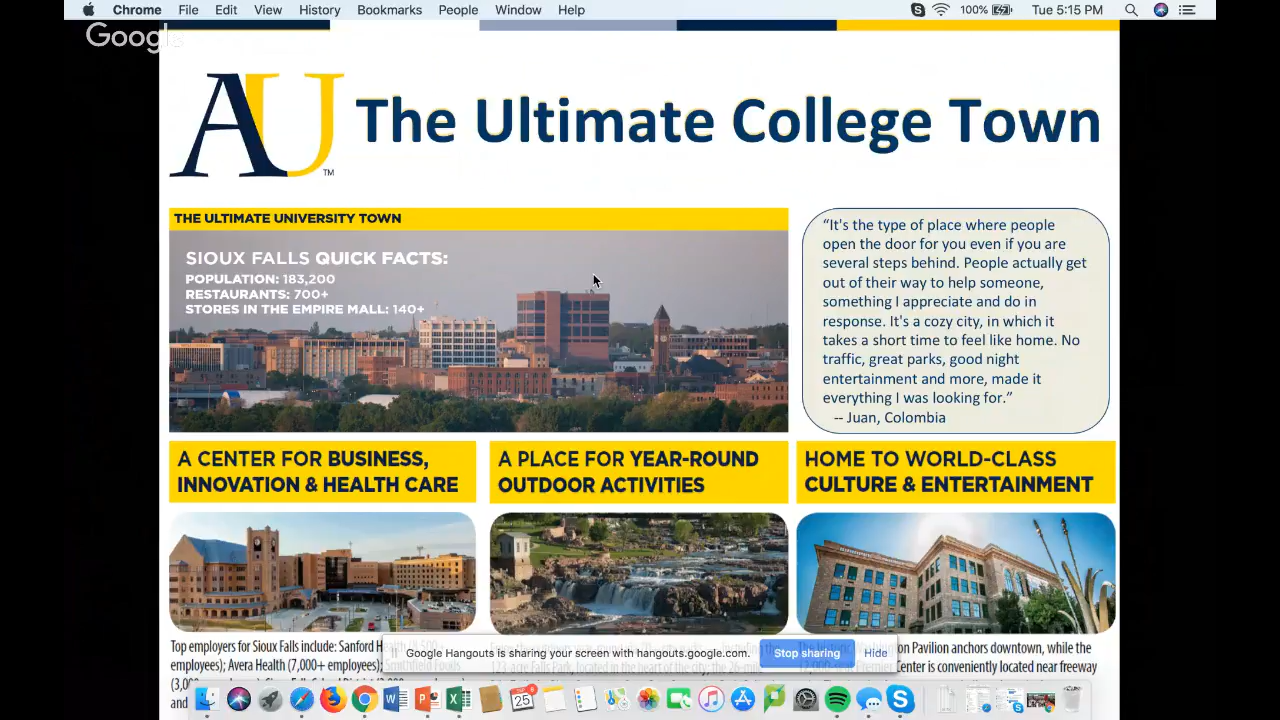 Chrome File Edit View History Bookmarks People Window Help
100% Tue 5:15 PM
Google
AU The Ultimate College Town
TM
THE ULTIMATE UNIVERSITY TOWN
SIOUX FALLS QUICK FACTS:
POPULATION: 183,200
RESTAURANTS: 700+
STORES IN THE EMPIRE MALL: 140+
“It's the type of place where people
open the door for you even if you are
several steps behind. People actually get
out of their way to help someone,
something I appreciate and do in
response. It's a cozy city, in which it
takes a short time to feel like home. No
traffic, great parks, good night
entertainment and more, made it
everything I was looking for.”
-- Juan, Colombia
A CENTER FOR BUSINESS,
INNOVATION & HEALTH CARE
A PLACE FOR YEAR-ROUND
OUTDOOR ACTIVITIES
HOME TO WORLD-CLASS
CULTURE & ENTERTAINMENT
Top employers for Sioux Falls include: Sanford
employees); Avera Health (7,000+ employees); Smithfield Foods
Pavilion anchors downtown, while the
Center is conveniently located near freeway
Google Hangouts is sharing your screen with hangouts.google.com.
Stop sharing
Hide